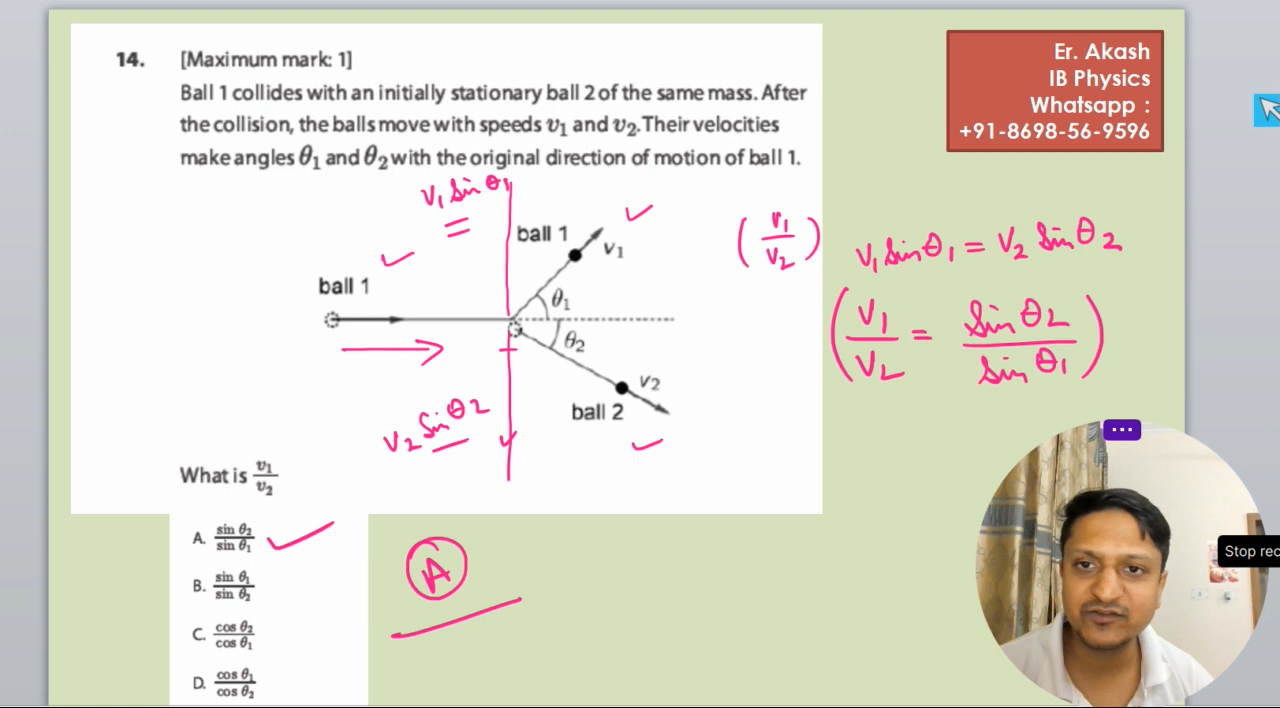 14. [Maximum mark: 1]
Ball 1 collides with an initially stationary ball 2 of the same mass. After
the collision, the balls move with speeds v₁ and v₂. Their velocities
make angles θ₁ and θ₂ with the original direction of motion of ball 1.
Er. Akash
IB Physics
Whatsapp :
+91-8698-56-9596
v₁ sin θ₁
=
ball 1
v₁
ball 1
θ₁
θ₂
v₂
ball 2
v₂ sin θ₂
(v₁/v₂)
v₁ sin θ₁ = v₂ sin θ₂
(v₁/v₂ = sin θ₂/sin θ₁)
What is v₁/v₂
A. sin θ₂/sin θ₁
B. sin θ₁/sin θ₂
C. cos θ₂/cos θ₁
D. cos θ₁/cos θ₂
A
Stop rec